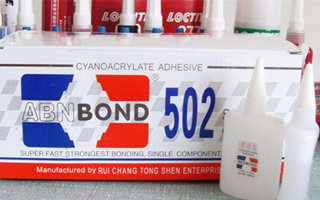 LOCTITE
LOCTITE
CYANOACRYLATE ADHESIVE
ABNBOND 502
SUPER FAST, STRONGEST BONDING, SINGLE COMPONENT
Manufactured by RUI CHANG TONG SHEN ENTERPRIS